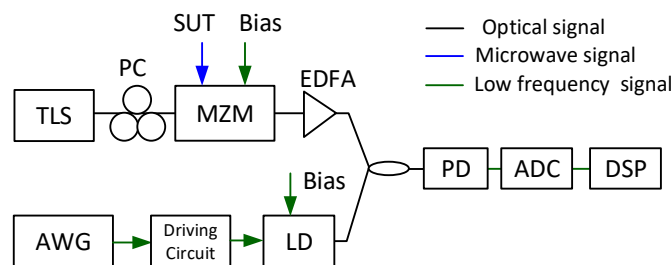 SUT Bias
PC
EDFA
TLS
MZM
Optical signal
Microwave signal
Low frequency signal
PD
ADC
DSP
Bias
AWG
Driving
Circuit
LD